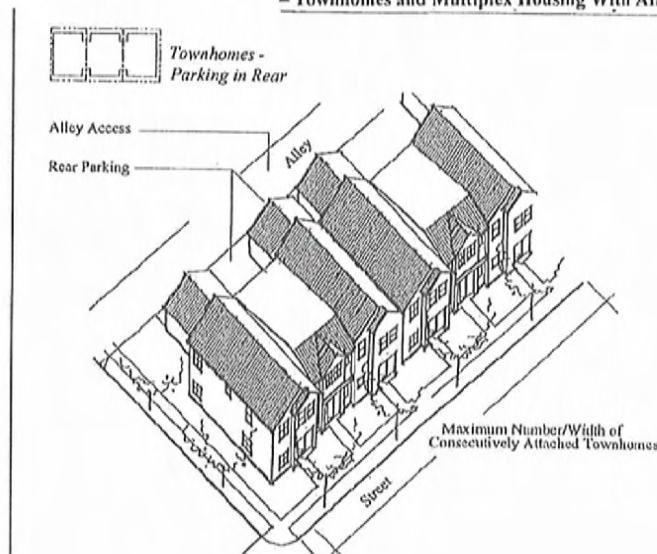 – Townhomes and Multiplex Housing With
Townhomes -
Parking in Rear
Alley Access
Alley
Rear Parking
Maximum Number/Width of
Consecutively Attached Townhomes
Street